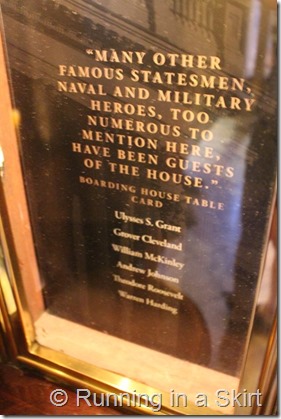 “MANY OTHER
FAMOUS STATESMEN,
NAVAL AND MILITARY
HEROES, TOO
NUMEROUS TO
MENTION HERE,
HAVE BEEN GUESTS
OF THE HOUSE.”
BOARDING HOUSE TABLE
CARD
Ulysses S. Grant
Grover Cleveland
William McKinley
Andrew Johnson
Theodore Roosevelt
Warren Harding
© Running in a Skirt